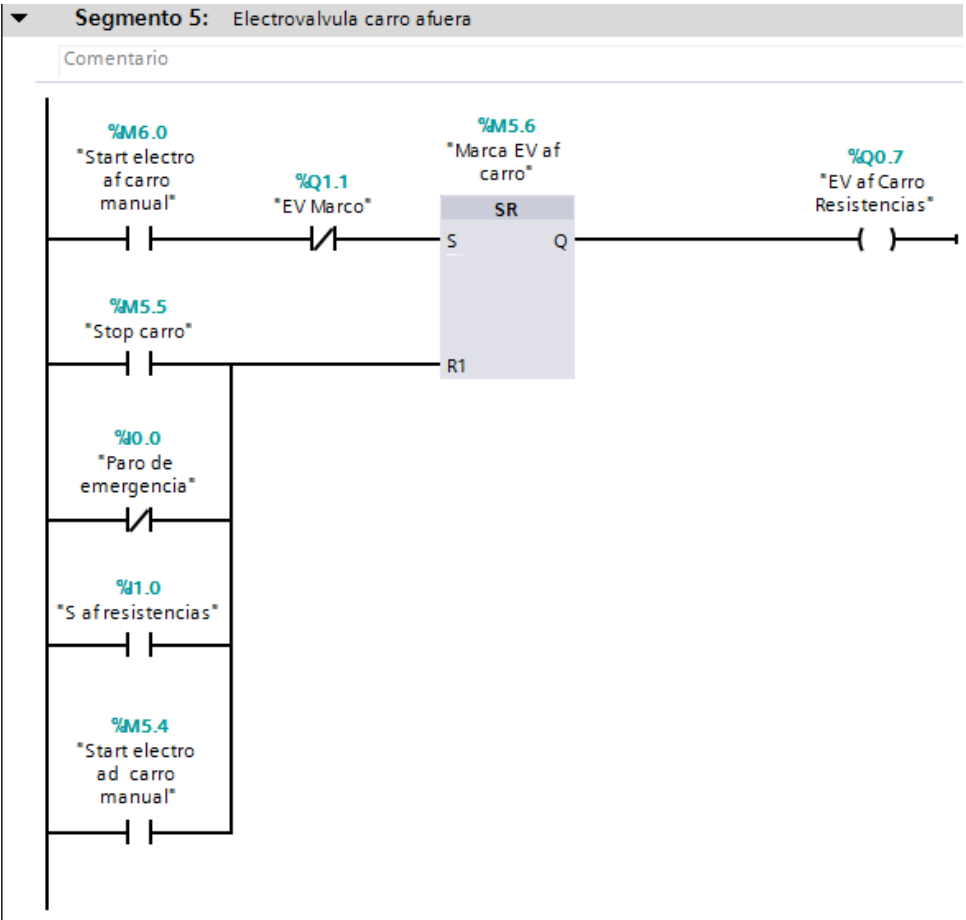 Segmento 5: Electrovalvula carro afuera
Comentario
%M6.0
"Start electro
af carro
manual"
%Q1.1
"EV Marco"
%M5.6
"Marca EV af
carro"
SR
S
Q
R1
%Q0.7
"EV af Carro
Resistencias"
%M5.5
"Stop carro"
%I0.0
"Paro de
emergencia"
%I1.0
"S af resistencias"
%M5.4
"Start electro
ad carro
manual"